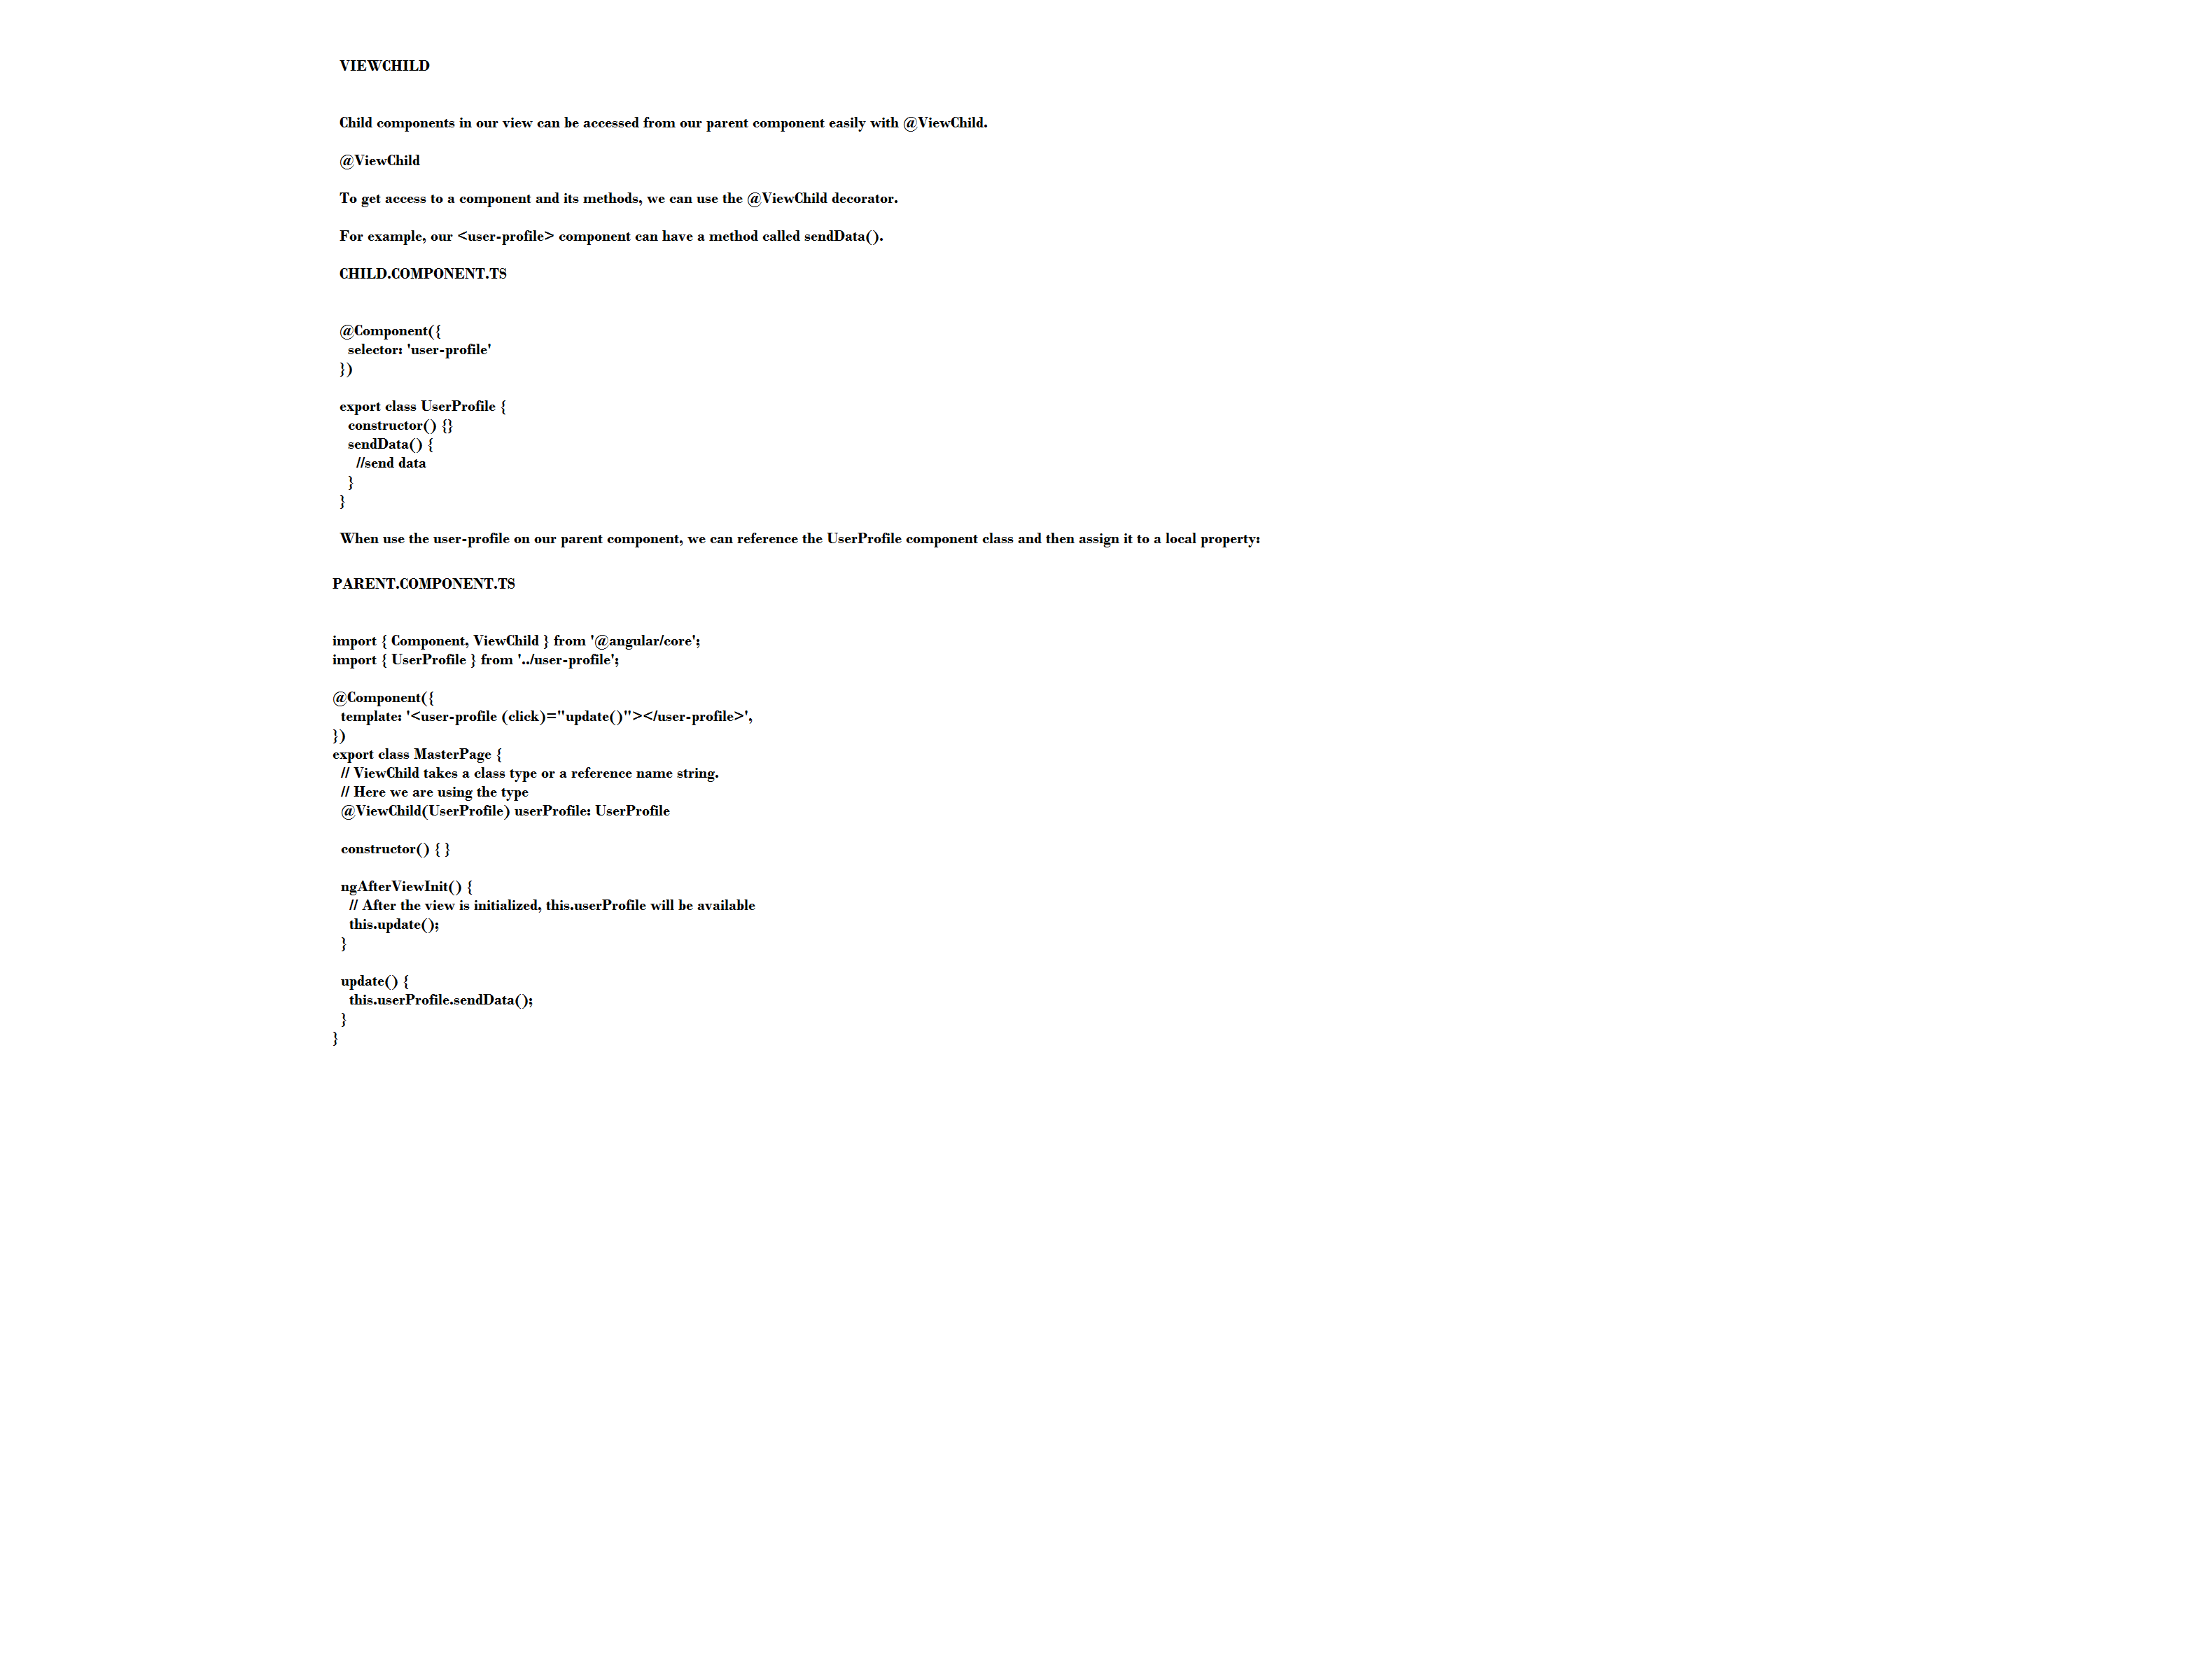 VIEWCHILD
Child components in our view can be accessed from our parent component easily with @ViewChild.
@ViewChild
To get access to a component and its methods, we can use the @ViewChild decorator.
For example, our <user-profile> component can have a method called sendData().
CHILD.COMPONENT.TS
@Component({
  selector: 'user-profile'
})
export class UserProfile {
  constructor() {}
  sendData() {
    //send data
  }
}
When use the user-profile on our parent component, we can reference the UserProfile component class and then assign it to a local property:
PARENT.COMPONENT.TS
import { Component, ViewChild } from '@angular/core';
import { UserProfile } from '../user-profile';
@Component({
  template: '<user-profile (click)="update()"></user-profile>',
})
export class MasterPage {
  // ViewChild takes a class type or a reference name string.
  // Here we are using the type
  @ViewChild(UserProfile) userProfile: UserProfile
  constructor() { }
  ngAfterViewInit() {
    // After the view is initialized, this.userProfile will be available
    this.update();
  }
  update() {
    this.userProfile.sendData();
  }
}